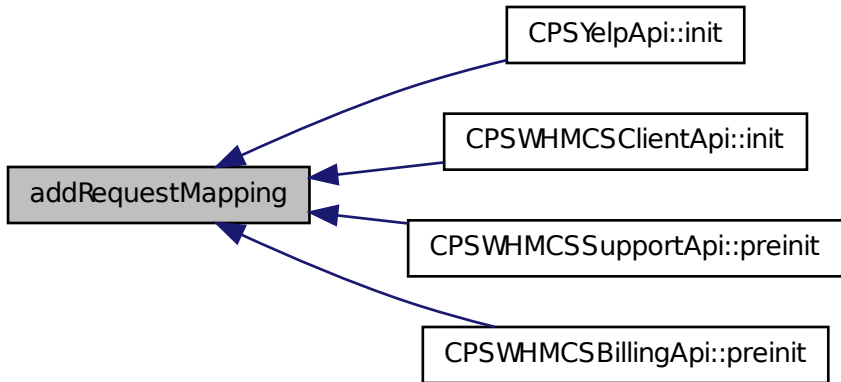 CPSYelpApi::init
CPSWHMCSClientApi::init
addRequestMapping
CPSWHMCSSupportApi::preinit
CPSWHMCSBillingApi::preinit